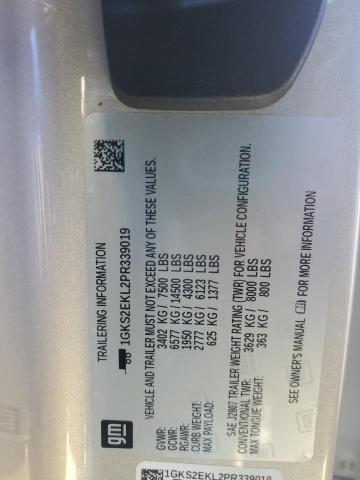 TRAILERING INFORMATION
1GKS2EKL2PR339019
gm
VEHICLE AND TRAILER MUST NOT EXCEED ANY OF THESE VALUES.
GVWR: 3402 KG / 7500 LBS
GCWR: 6577 KG / 14500 LBS
RGAWR: 1950 KG / 4300 LBS
CURB WEIGHT: 2777 KG / 6123 LBS
MAX PAYLOAD: 625 KG / 1377 LBS
SAE J2807 TRAILER WEIGHT RATING (TWR) FOR VEHICLE CONFIGURATION.
CONVENTIONAL TWR: 3629 KG / 8000 LBS
MAX TONGUE WEIGHT: 363 KG / 800 LBS
SEE OWNER'S MANUAL FOR MORE INFORMATION.
1GKS2EKL2PR339019